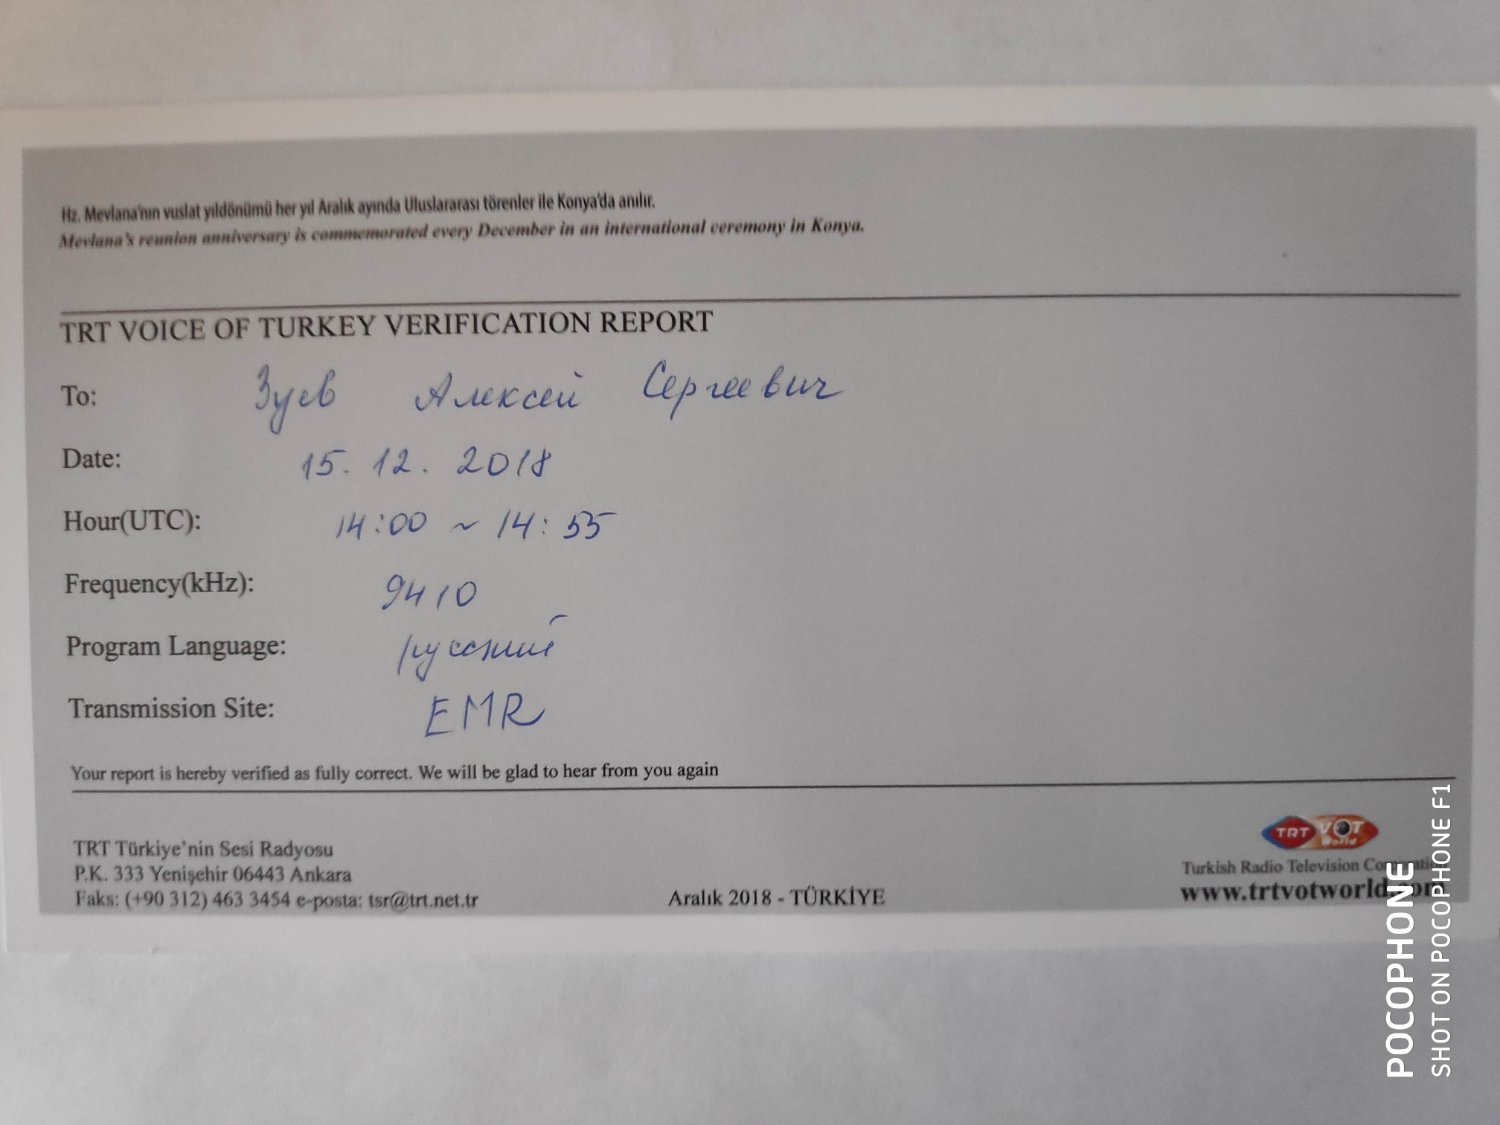 Hz. Mevlana'nın vuslat yıldönümü her yıl Aralık ayında Uluslararası törenler ile Konya'da anılır.
Mevlana's reunion anniversary is commemorated every December in an international ceremony in Konya.
TRT VOICE OF TURKEY VERIFICATION REPORT
To: Зуев Алексей Сергеевич
Date: 15.12.2018
Hour(UTC): 14:00 ~ 14:55
Frequency(kHz): 9410
Program Language: русский
Transmission Site: EMR
Your report is hereby verified as fully correct. We will be glad to hear from you again
TRT VOT World
TRT Türkiye'nin Sesi Radyosu
P.K. 333 Yenişehir 06443 Ankara
Faks: (+90 312) 463 3454 e-posta: tsr@trt.net.tr
Aralık 2018 - TÜRKİYE
Turkish Radio Television Corporation
www.trtvotworld.com
POCOPHONE
SHOT ON POCOPHONE F1